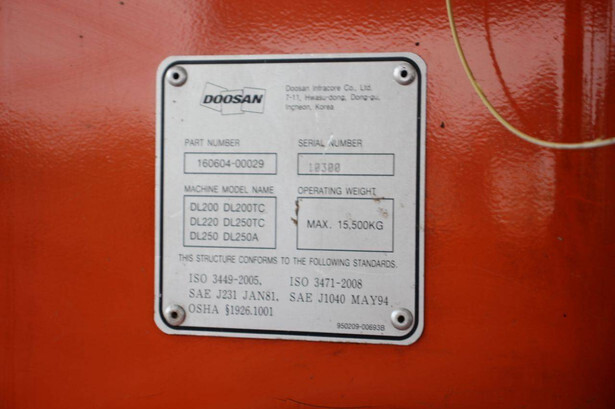 DOOSAN
Doosan Infracore Co., Ltd.
7-11, Hwasu-dong, Dong-gu,
Incheon, Korea
PART NUMBER
160604-00029
SERIAL NUMBER
10300
MACHINE MODEL NAME
DL200 DL200TC
DL220 DL250TC
DL250 DL250A
OPERATING WEIGHT
MAX. 15,500KG
THIS STRUCTURE CONFORMS TO THE FOLLOWING STANDARDS.
ISO 3449-2005, ISO 3471-2008
SAE J231 JAN81, SAE J1040 MAY94
OSHA §1926.1001
950209-00693B